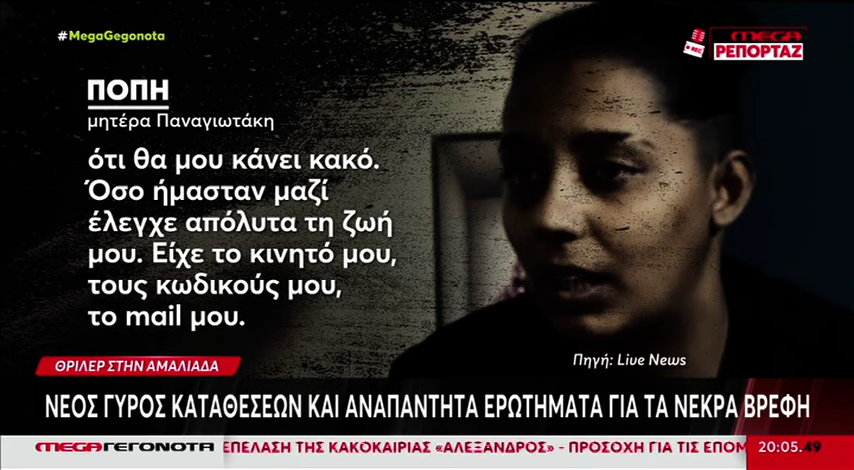 #MegaGegonota
MEGA
REC
ΡΕΠΟΡΤΑΖ
ΠΟΠΗ
μητέρα Παναγιωτάκη
ότι θα μου κάνει κακό.
Όσο ήμασταν μαζί
έλεγχε απόλυτα τη ζωή
μου. Είχε το κινητό μου,
τους κωδικούς μου,
το mail μου.
Πηγή: Live News
ΘΡΙΛΕΡ ΣΤΗΝ ΑΜΑΛΙΑΔΑ
ΝΕΟΣ ΓΥΡΟΣ ΚΑΤΑΘΕΣΕΩΝ ΚΑΙ ΑΝΑΠΑΝΤΗΤΑ ΕΡΩΤΗΜΑΤΑ ΓΙΑ ΤΑ ΝΕΚΡΑ ΒΡΕΦΗ
MEGAΓΕΓΟΝΟΤΑ ΕΠΕΛΑΣΗ ΤΗΣ ΚΑΚΟΚΑΙΡΙΑΣ «ΑΛΕΞΑΝΔΡΟΣ» - ΠΡΟΣΟΧΗ ΓΙΑ ΤΙΣ ΕΠΟΜ 20:05.49